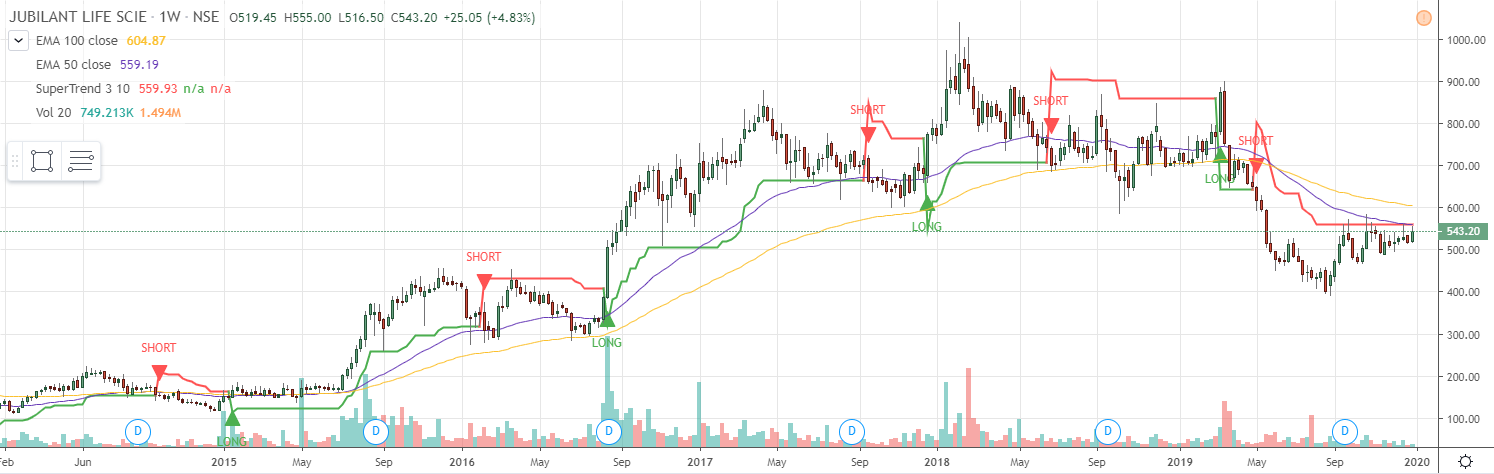 JUBILANT LIFE SCIE · 1W · NSE O519.45 H555.00 L516.50 C543.20 +25.05 (+4.83%)
EMA 100 close 604.87
EMA 50 close 559.19
SuperTrend 3 10 559.93 n/a n/a
Vol 20 749.213K 1.494M
1000.00
900.00
800.00
700.00
600.00
543.20
500.00
400.00
300.00
200.00
100.00
SHORT
LONG
SHORT
LONG
SHORT
LONG
SHORT
LONG
SHORT
D
D
D
D
D
D
Feb Jun 2015 May Sep 2016 May Sep 2017 May Sep 2018 May Sep 2019 May Sep 2020